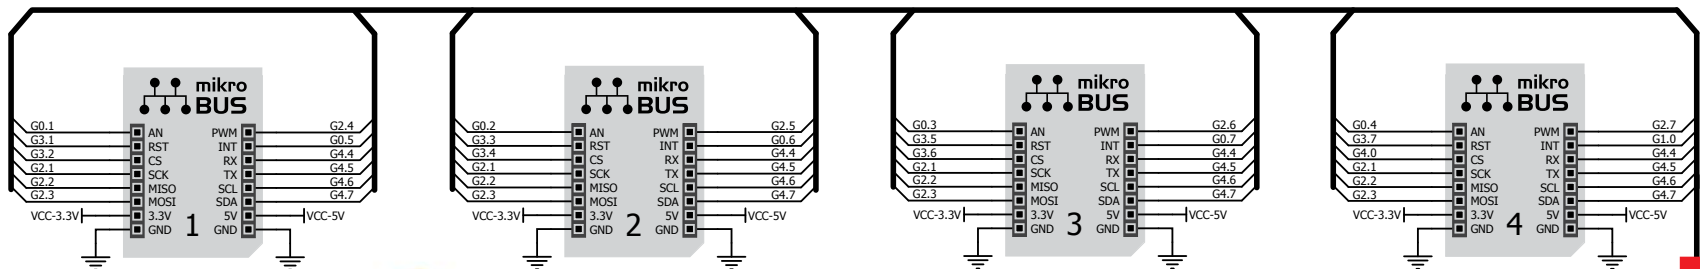 mikro
BUS
G0.1 AN PWM G2.4
G3.1 RST INT G0.5
G3.2 CS RX G4.4
G2.1 SCK TX G4.5
G2.2 MISO SCL G4.6
G2.3 MOSI SDA G4.7
VCC-3.3V 3.3V 5V VCC-5V
GND 1 GND
mikro
BUS
G0.2 AN PWM G2.5
G3.3 RST INT G0.6
G3.4 CS RX G4.4
G2.1 SCK TX G4.5
G2.2 MISO SCL G4.6
G2.3 MOSI SDA G4.7
VCC-3.3V 3.3V 5V VCC-5V
GND 2 GND
mikro
BUS
G0.3 AN PWM G2.6
G3.5 RST INT G0.7
G3.6 CS RX G4.4
G2.1 SCK TX G4.5
G2.2 MISO SCL G4.6
G2.3 MOSI SDA G4.7
VCC-3.3V 3.3V 5V VCC-5V
GND 3 GND
mikro
BUS
G0.4 AN PWM G2.7
G3.7 RST INT G1.0
G4.0 CS RX G4.4
G2.1 SCK TX G4.5
G2.2 MISO SCL G4.6
G2.3 MOSI SDA G4.7
VCC-3.3V 3.3V 5V VCC-5V
GND 4 GND